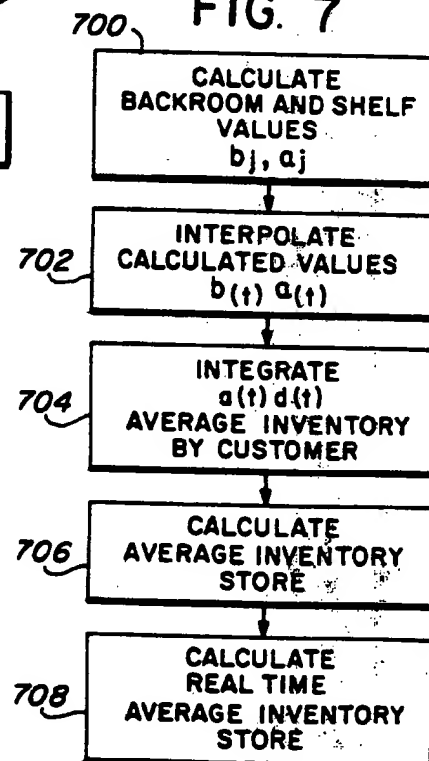 FIG. 7
700
CALCULATE
BACKROOM AND SHELF
VALUES
bj, aj
702
INTERPOLATE
CALCULATED VALUES
b(t) a(t)
704
INTEGRATE
a(t) d(t)
AVERAGE INVENTORY
BY CUSTOMER
706
CALCULATE
AVERAGE INVENTORY
STORE
708
CALCULATE
REAL TIME
AVERAGE INVENTORY
STORE